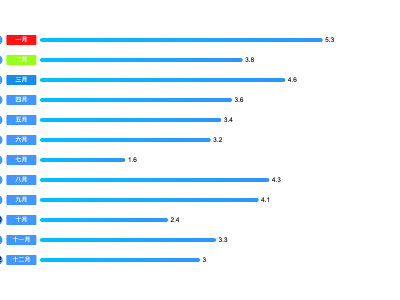 一月 5.3
二月 3.8
三月 4.6
四月 3.6
五月 3.4
六月 3.2
七月 1.6
八月 4.3
九月 4.1
十月 2.4
十一月 3.3
十二月 3